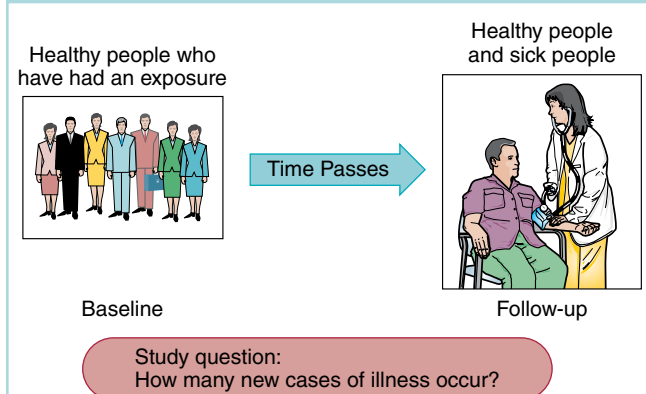 Healthy people who
have had an exposure
Time Passes
Healthy people
and sick people
Baseline
Follow-up
Study question:
How many new cases of illness occur?